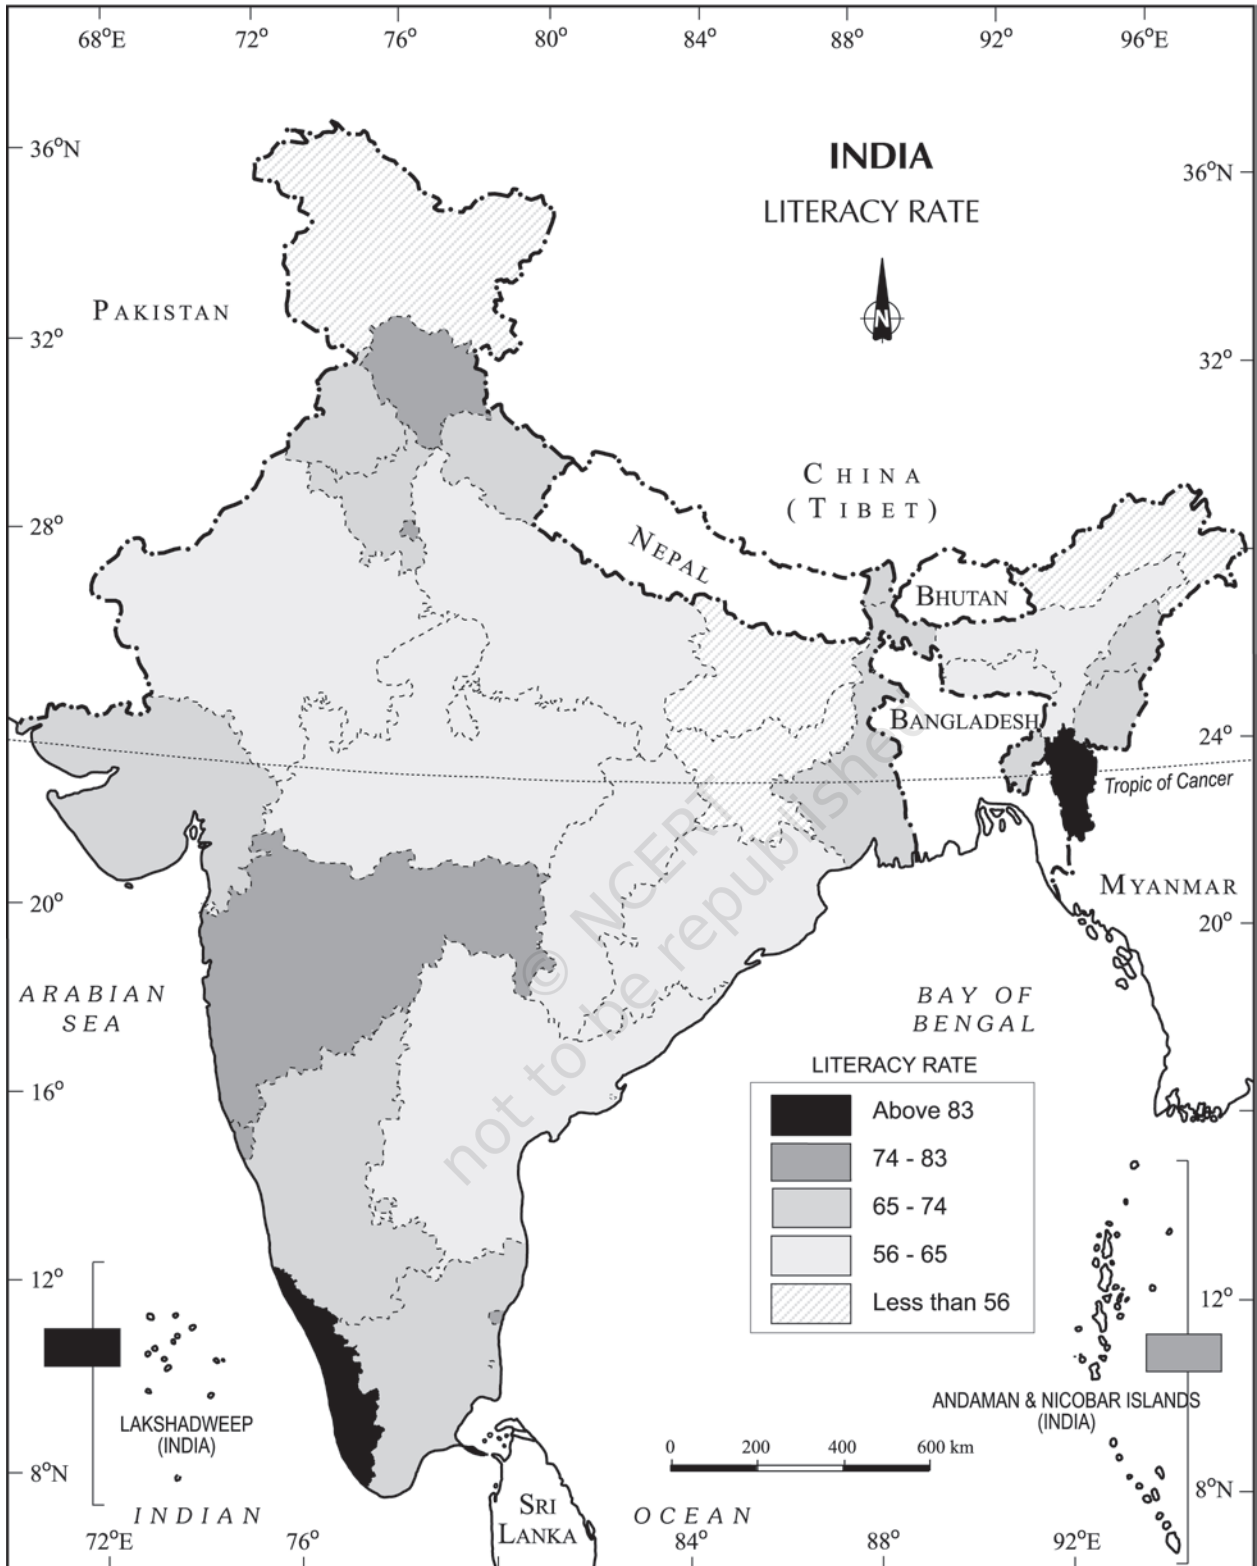 68°E 72° 76° 80° 84° 88° 92° 96°E
36°N
INDIA
36°N
LITERACY RATE
N
PAKISTAN
32°
32°
CHINA
(TIBET)
28°
NEPAL
BHUTAN
BANGLADESH
24°
24°
Tropic of Cancer
MYANMAR
20°
20°
© NCERT
not to be republished
ARABIAN
SEA
BAY OF
BENGAL
LITERACY RATE
16°
Above 83
74 - 83
65 - 74
56 - 65
Less than 56
12°
12°
LAKSHADWEEP
(INDIA)
ANDAMAN & NICOBAR ISLANDS
(INDIA)
0 200 400 600 km
8°N
8°N
SRI
LANKA
INDIAN OCEAN
72°E 76° 84° 88° 92°E